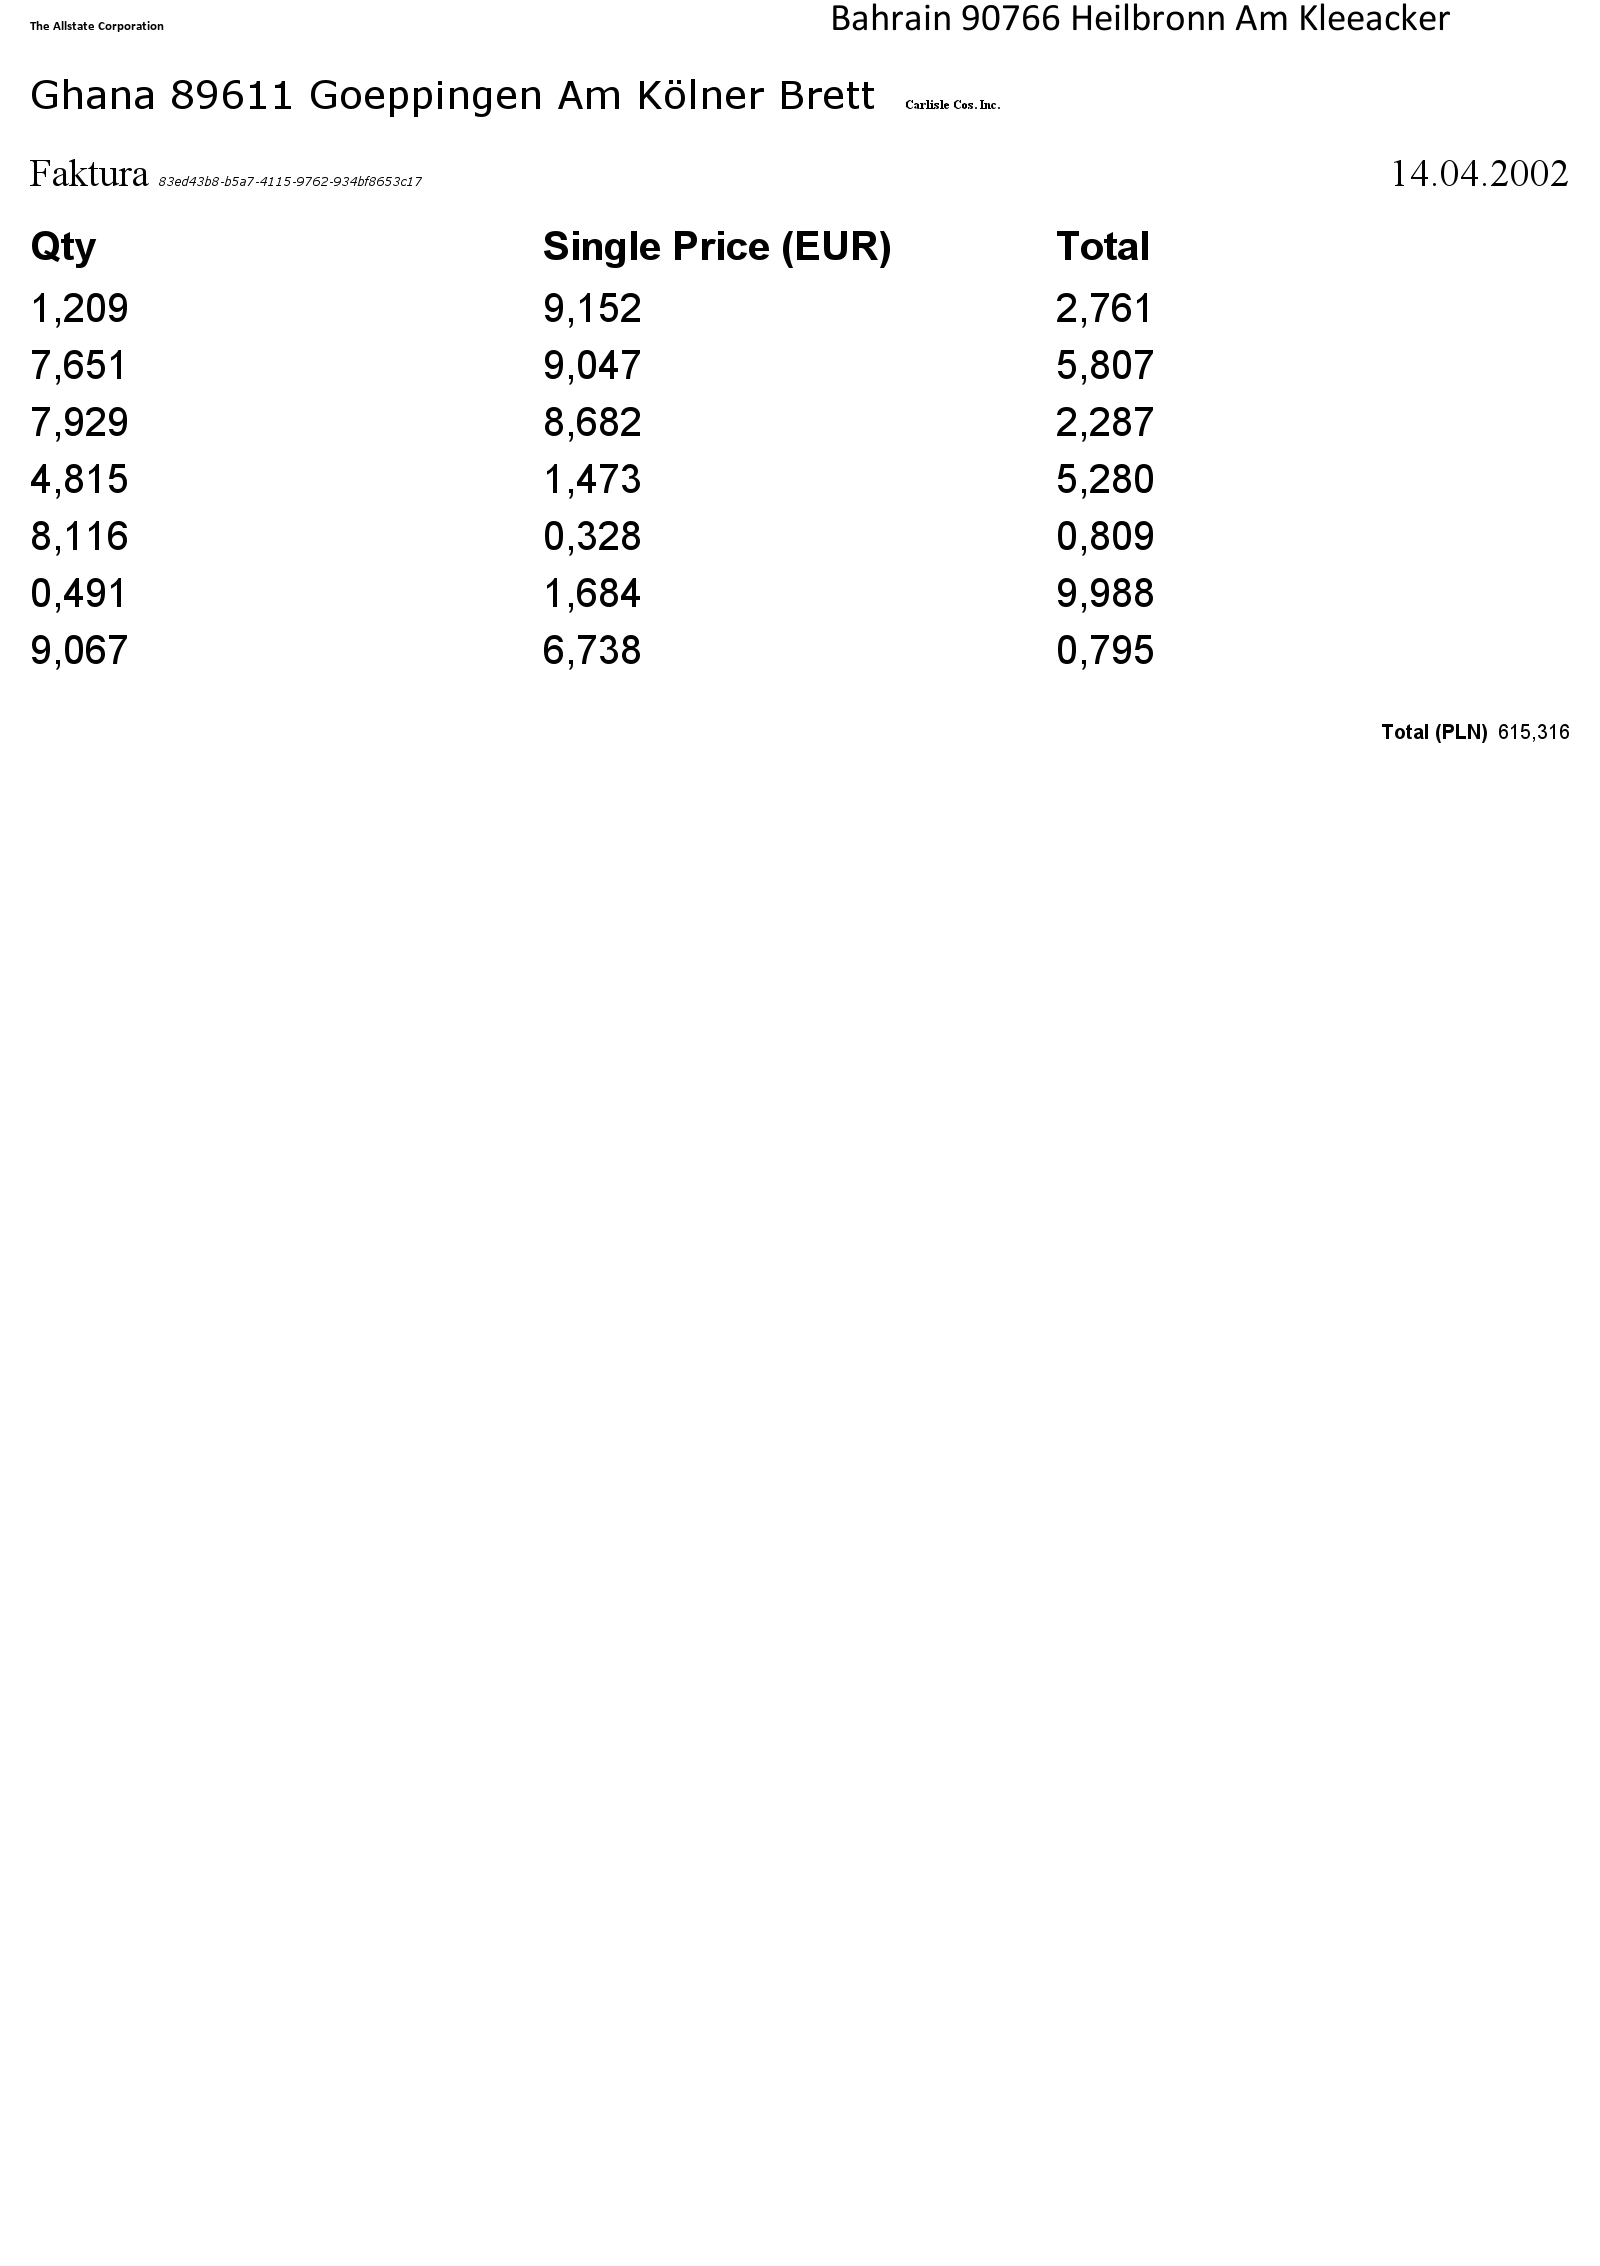 The Allstate Corporation Bahrain 90766 Heilbronn Am Kleeacker
Ghana 89611 Goeppingen Am Kölner Brett Carlisle Cos. Inc.
Faktura 83ed43b8-b5a7-4115-9762-934bf8653c17 14.04.2002
Qty Single Price (EUR) Total
1,209 9,152 2,761
7,651 9,047 5,807
7,929 8,682 2,287
4,815 1,473 5,280
8,116 0,328 0,809
0,491 1,684 9,988
9,067 6,738 0,795
Total (PLN) 615,316